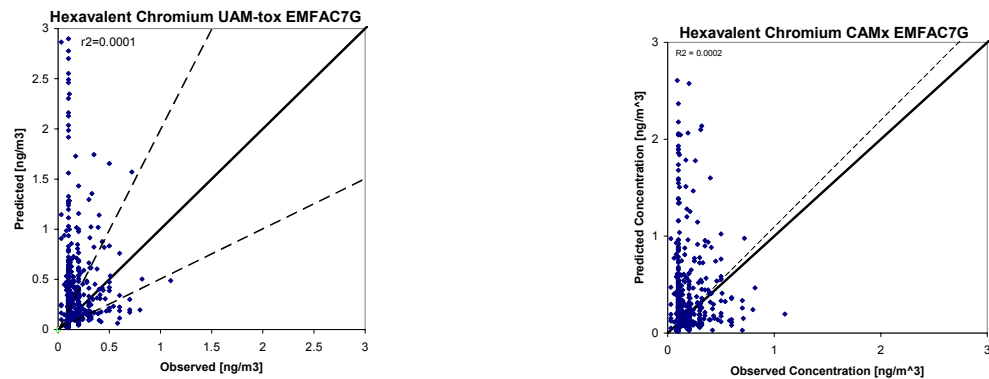 Hexavalent Chromium UAM-tox EMFAC7G
r2=0.0001
Predicted [ng/m3]
3
2.5
2
1.5
1
0.5
0
0 0.5 1 1.5 2 2.5 3
Observed [ng/m3]
Hexavalent Chromium CAMx EMFAC7G
R2 = 0.0002
Predicted Concentration [ng/m^3]
3
2
1
0
0 1 2 3
Observed Concentration [ng/m^3]